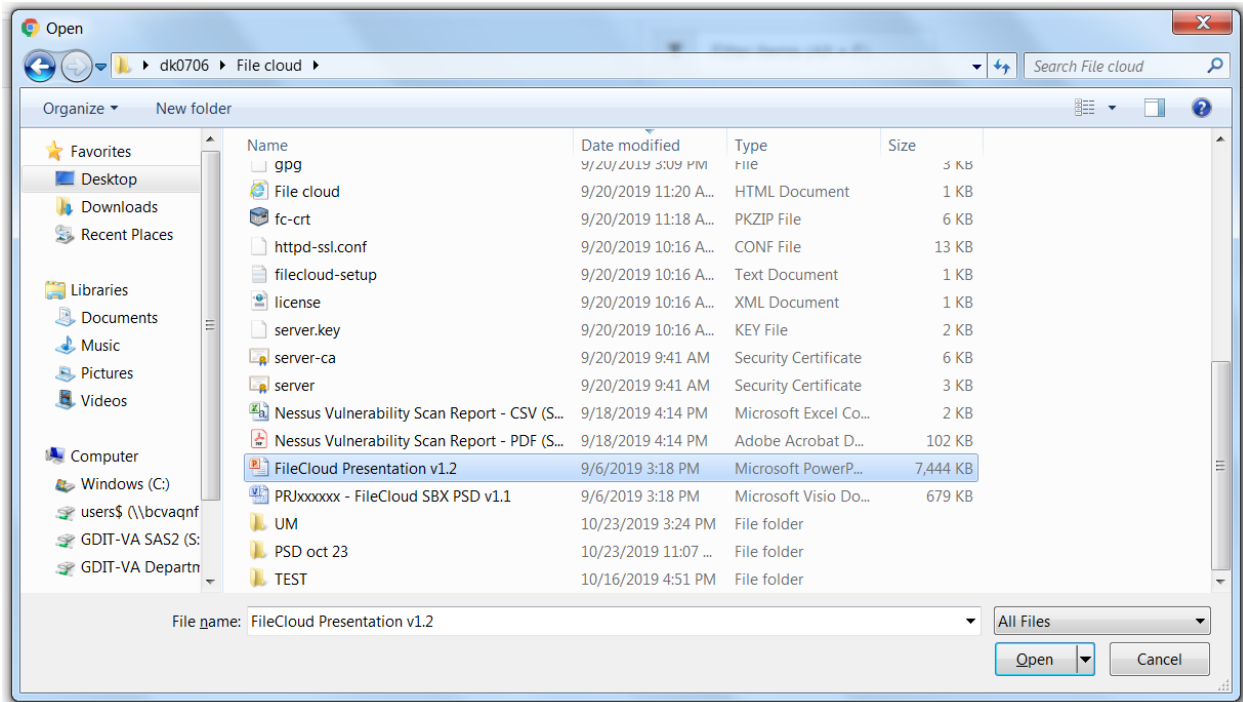 Open
X
dk0706 File cloud
Search File cloud
Organize New folder
?
Name Date modified Type Size
Favorites
Desktop
Downloads
Recent Places
Libraries
Documents
Music
Pictures
Videos
Computer
Windows (C:)
users$ (\\bcvaqnf
GDIT-VA SAS2 (S:
GDIT-VA Departm
gpg 9/20/2019 3:09 PM File 3 KB
File cloud 9/20/2019 11:20 A... HTML Document 1 KB
fc-crt 9/20/2019 11:18 A... PKZIP File 6 KB
httpd-ssl.conf 9/20/2019 10:16 A... CONF File 13 KB
filecloud-setup 9/20/2019 10:16 A... Text Document 1 KB
license 9/20/2019 10:16 A... XML Document 1 KB
server.key 9/20/2019 10:16 A... KEY File 2 KB
server-ca 9/20/2019 9:41 AM Security Certificate 6 KB
server 9/20/2019 9:41 AM Security Certificate 3 KB
Nessus Vulnerability Scan Report - CSV (S... 9/18/2019 4:14 PM Microsoft Excel Co... 2 KB
Nessus Vulnerability Scan Report - PDF (S... 9/18/2019 4:14 PM Adobe Acrobat D... 102 KB
FileCloud Presentation v1.2 9/6/2019 3:18 PM Microsoft PowerP... 7,444 KB
PRJxxxxxx - FileCloud SBX PSD v1.1 9/6/2019 3:18 PM Microsoft Visio Do... 679 KB
UM 10/23/2019 3:24 PM File folder
PSD oct 23 10/23/2019 11:07 ... File folder
TEST 10/16/2019 4:51 PM File folder
File name: FileCloud Presentation v1.2
All Files
Open Cancel